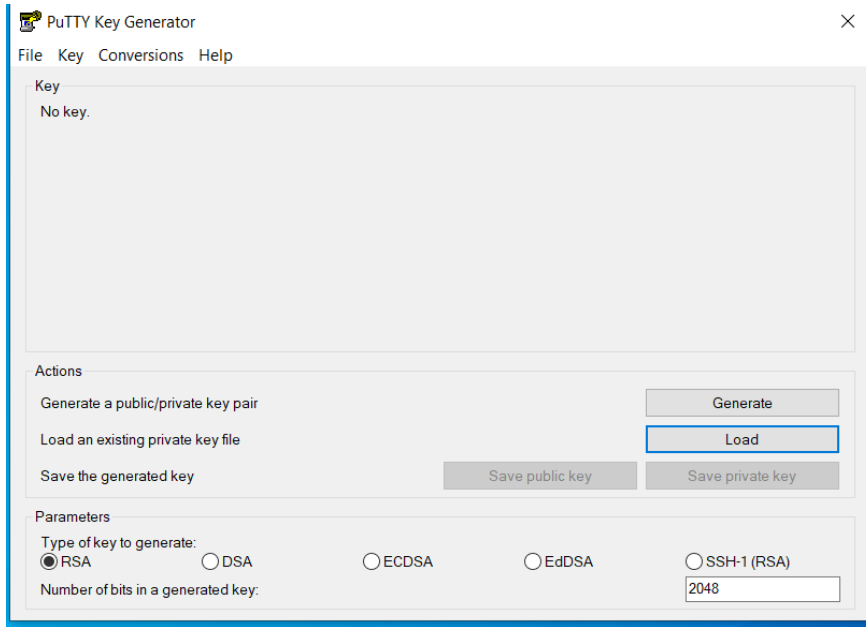 PuTTY Key Generator
File Key Conversions Help
Key
No key.
Actions
Generate a public/private key pair Generate
Load an existing private key file Load
Save the generated key Save public key Save private key
Parameters
Type of key to generate:
RSA DSA ECDSA EdDSA SSH-1 (RSA)
Number of bits in a generated key: 2048